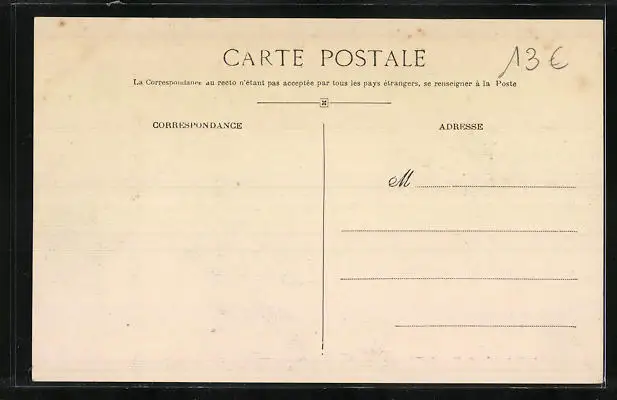 CARTE POSTALE
13€
La Correspondance au recto n'étant pas acceptée par tous les pays étrangers, se renseigner à la Poste
CORRESPONDANCE
ADRESSE
M